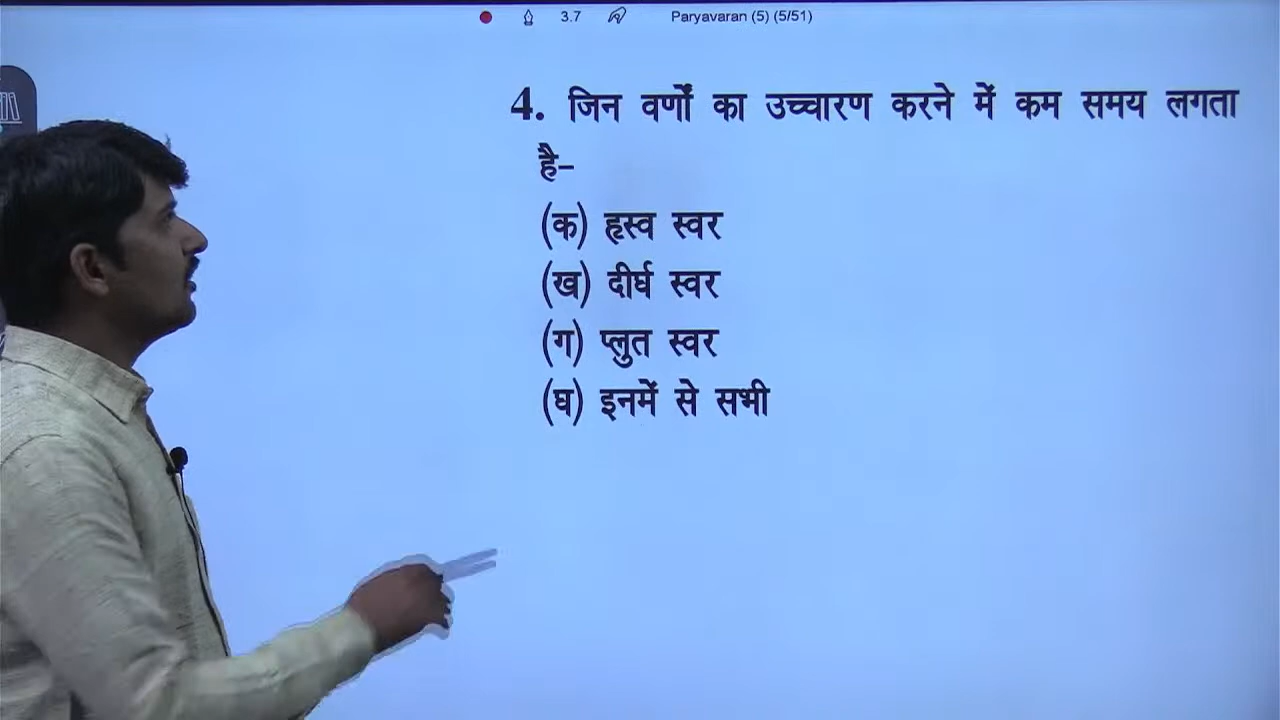 3.7 Paryavaran (5) (5/51)
4. जिन वर्णों का उच्चारण करने में कम समय लगता
है–
(क) हृस्व स्वर
(ख) दीर्घ स्वर
(ग) प्लुत स्वर
(घ) इनमें से सभी